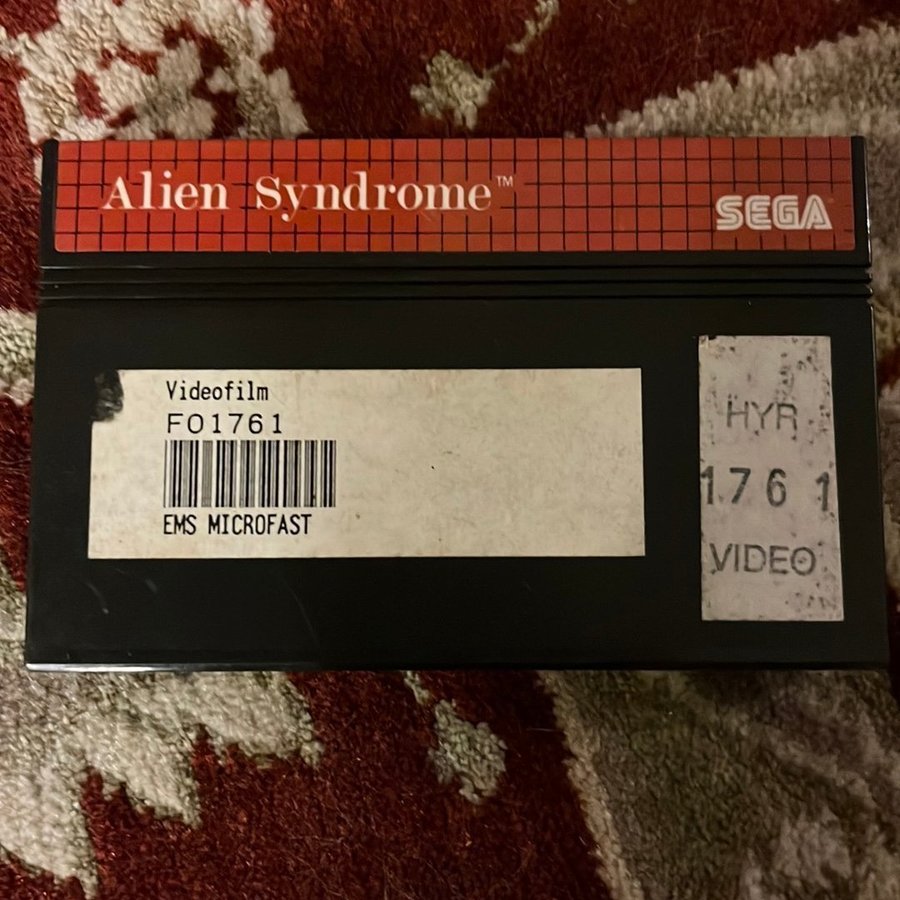 Alien Syndrome™
SEGA
Videofilm
F01761
EMS MICROFAST
HYR
1761
VIDEO